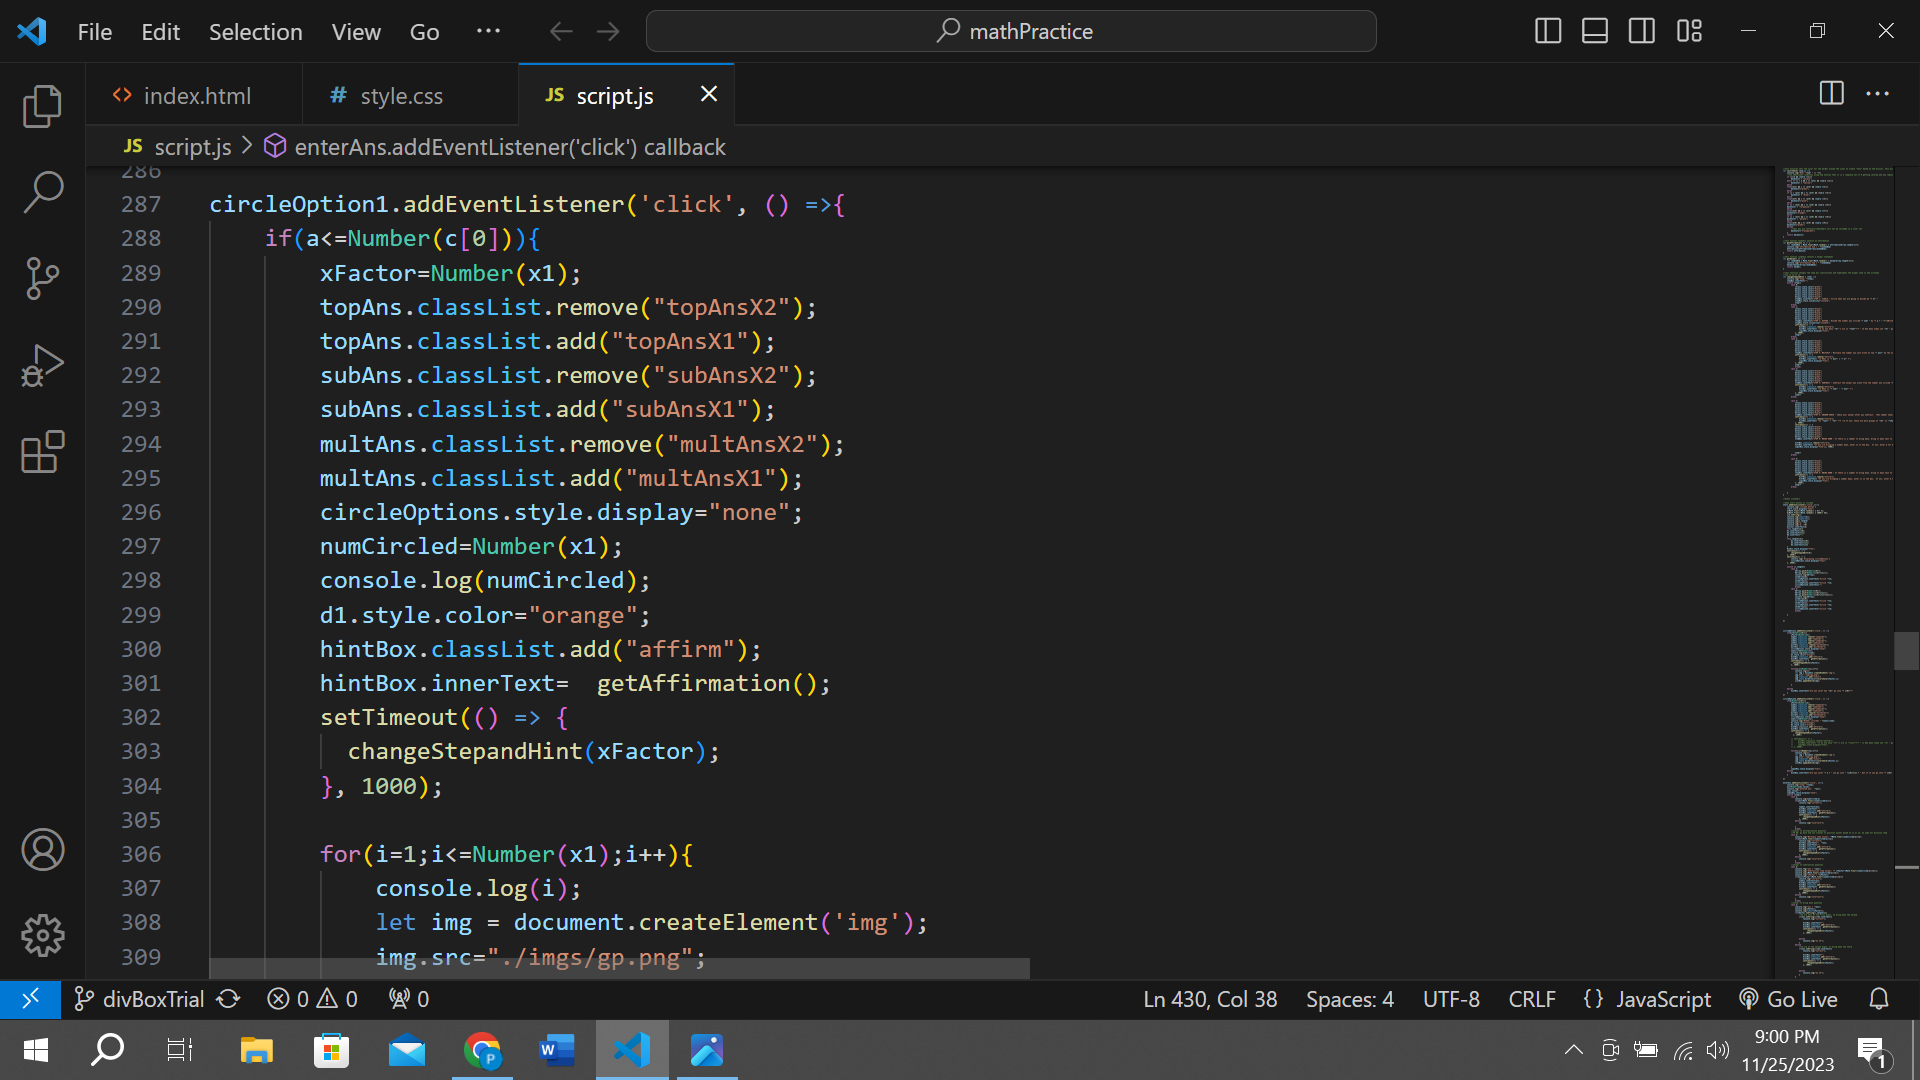 File Edit Selection View Go ··· mathPractice
index.html style.css JS script.js
JS script.js > enterAns.addEventListener('click') callback
286
287 circleOption1.addEventListener('click', () =>{
288 if(a<=Number(c[0])){
289 xFactor=Number(x1);
290 topAns.classList.remove("topAnsX2");
291 topAns.classList.add("topAnsX1");
292 subAns.classList.remove("subAnsX2");
293 subAns.classList.add("subAnsX1");
294 multAns.classList.remove("multAnsX2");
295 multAns.classList.add("multAnsX1");
296 circleOptions.style.display="none";
297 numCircled=Number(x1);
298 console.log(numCircled);
299 d1.style.color="orange";
300 hintBox.classList.add("affirm");
301 hintBox.innerText=  getAffirmation();
302 setTimeout(() => {
303 changeStepandHint(xFactor);
304 }, 1000);
305
306 for(i=1;i<=Number(x1);i++){
307 console.log(i);
308 let img = document.createElement('img');
309 img.src="./imgs/gp.png";
divBoxTrial 0 0 0 Ln 430, Col 38 Spaces: 4 UTF-8 CRLF {} JavaScript Go Live
9:00 PM
11/25/2023
1